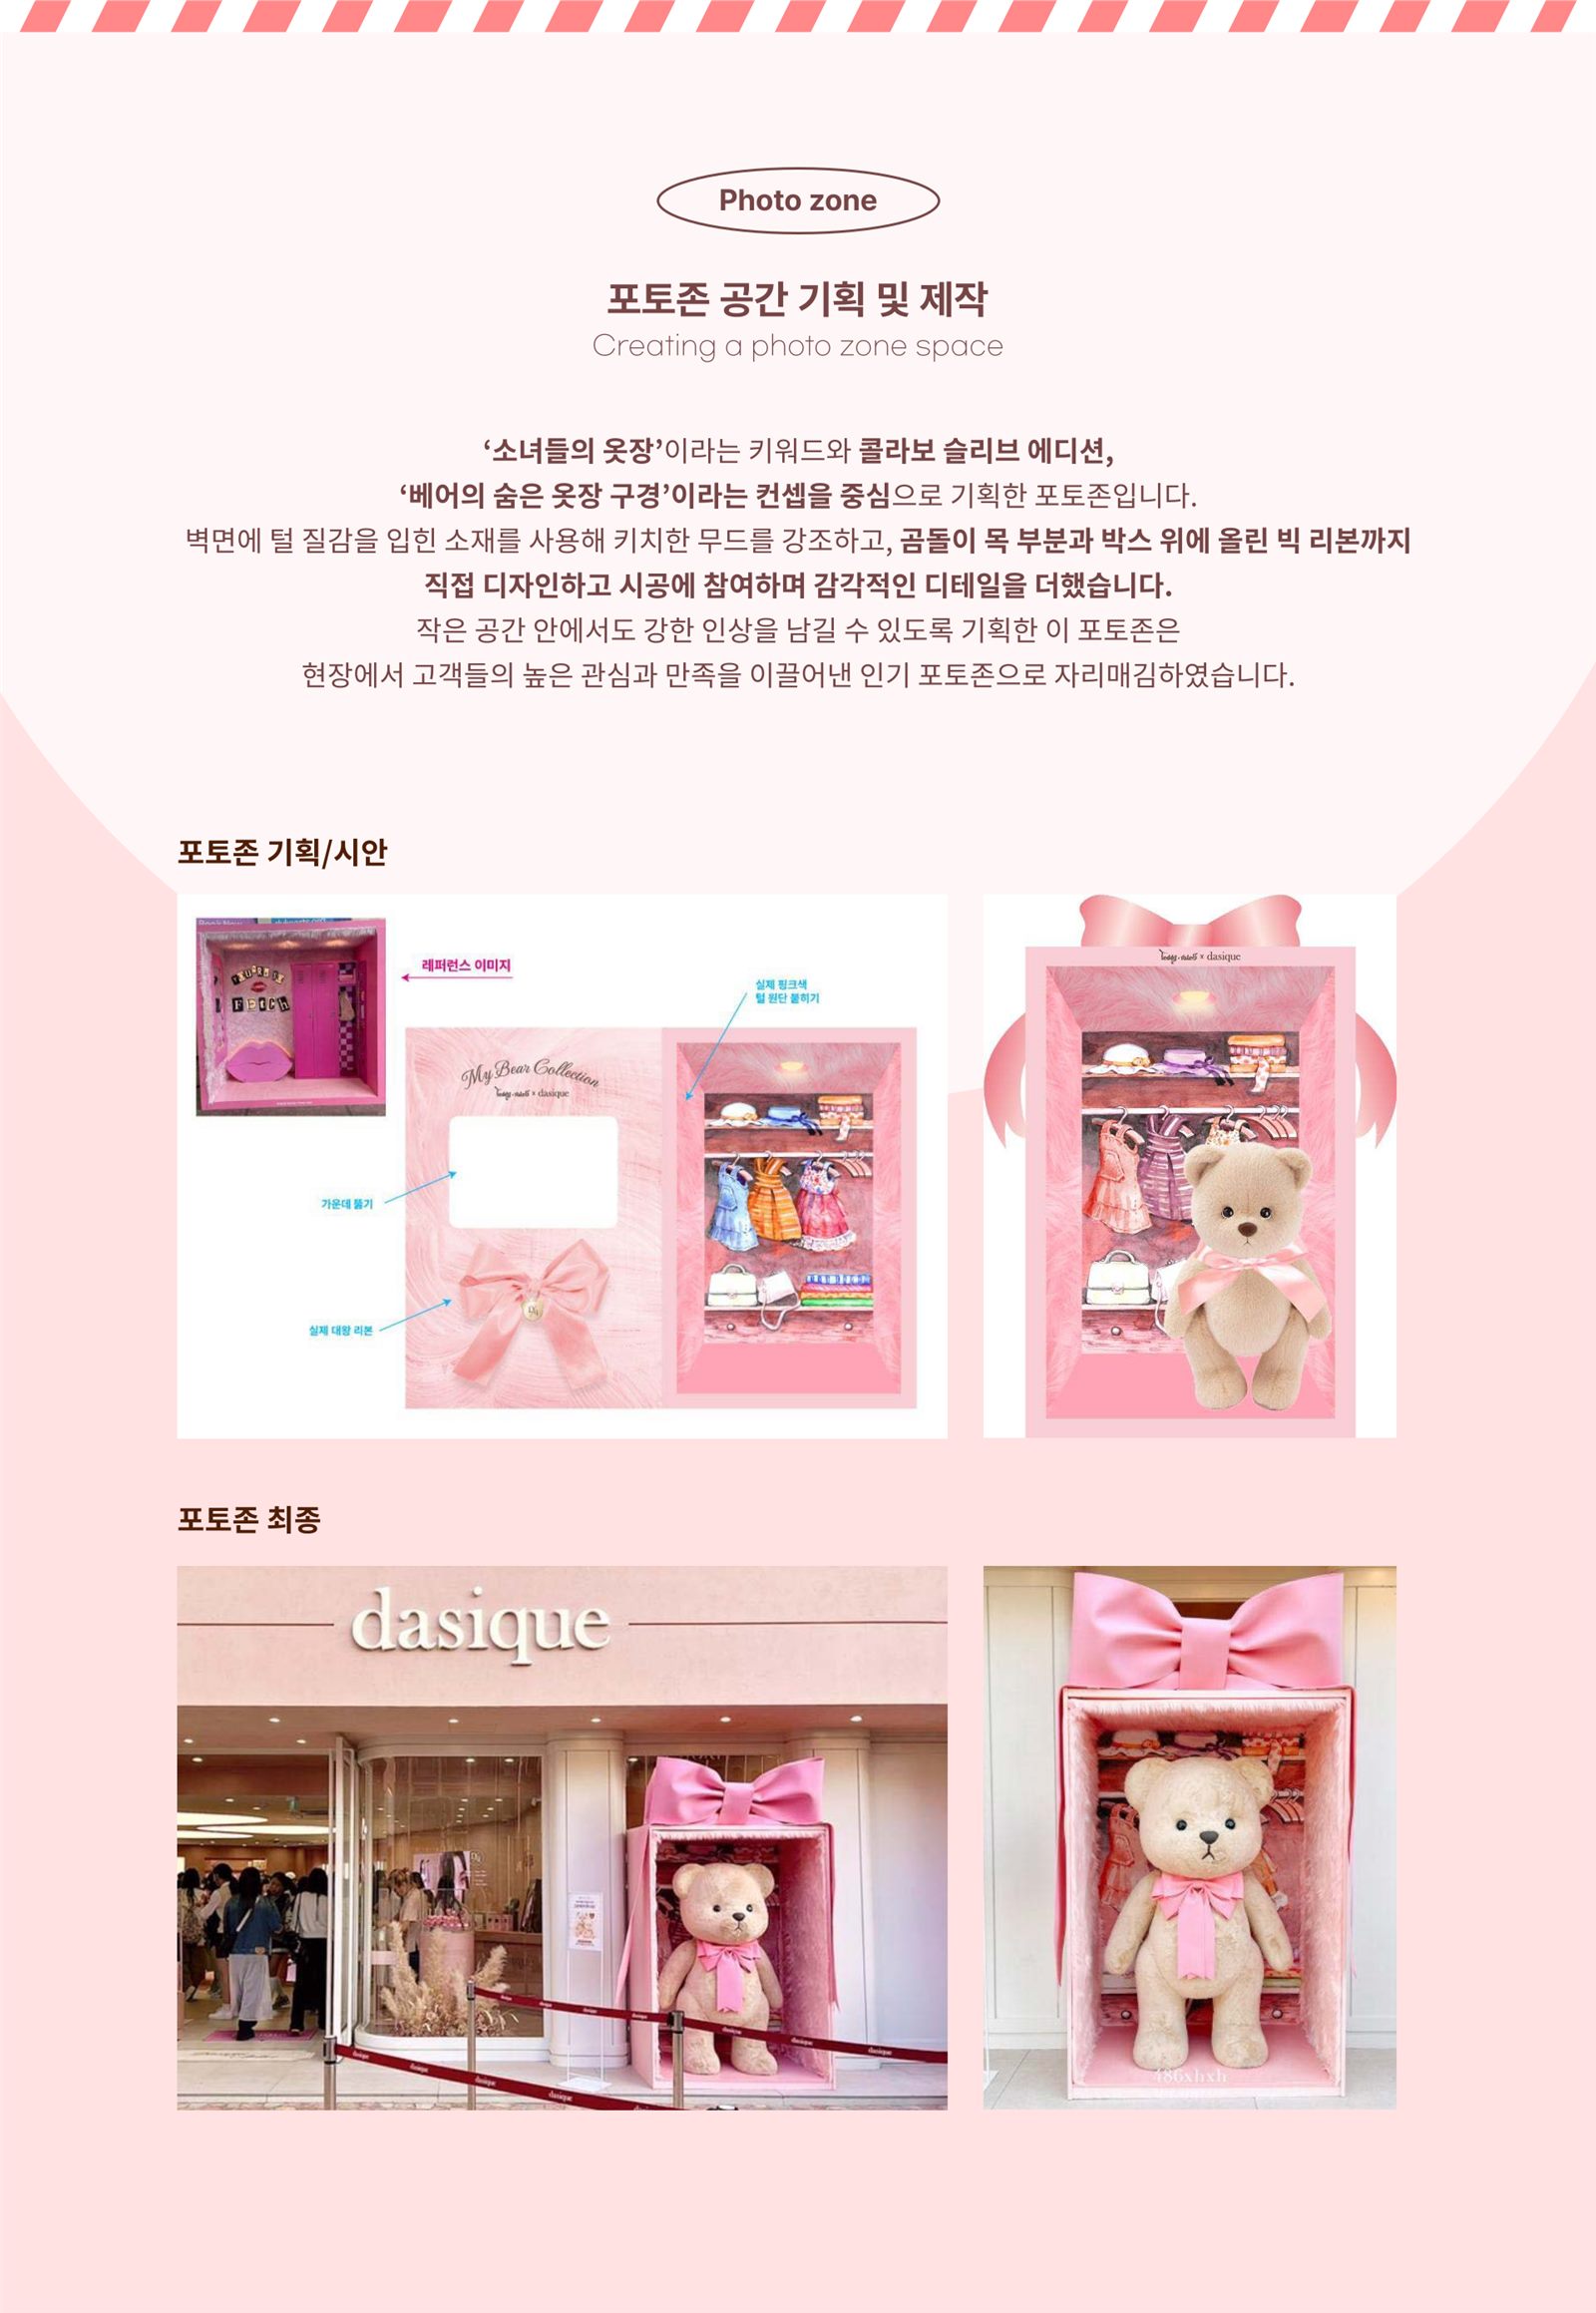 Photo zone
포토존 공간 기획 및 제작
Creating a photo zone space
‘소녀들의 옷장’이라는 키워드와 콜라보 슬리브 에디션,
‘베어의 숨은 옷장 구경’이라는 컨셉을 중심으로 기획한 포토존입니다.
벽면에 털 질감을 입힌 소재를 사용해 키치한 무드를 강조하고, 곰돌이 목 부분과 박스 위에 올린 빅 리본까지
직접 디자인하고 시공에 참여하며 감각적인 디테일을 더했습니다.
작은 공간 안에서도 강한 인상을 남길 수 있도록 기획한 이 포토존은
현장에서 고객들의 높은 관심과 만족을 이끌어낸 인기 포토존으로 자리매김하였습니다.
포토존 기획/시안
레퍼런스 이미지
실제 핑크색
털 원단 붙히기
My Bear Collection
x dasique
가운데 뚫기
실제 대왕 리본
x dasique
포토존 최종
dasique
dasique
dasique
dasique
dasique
dasique
dasique
486xhxh